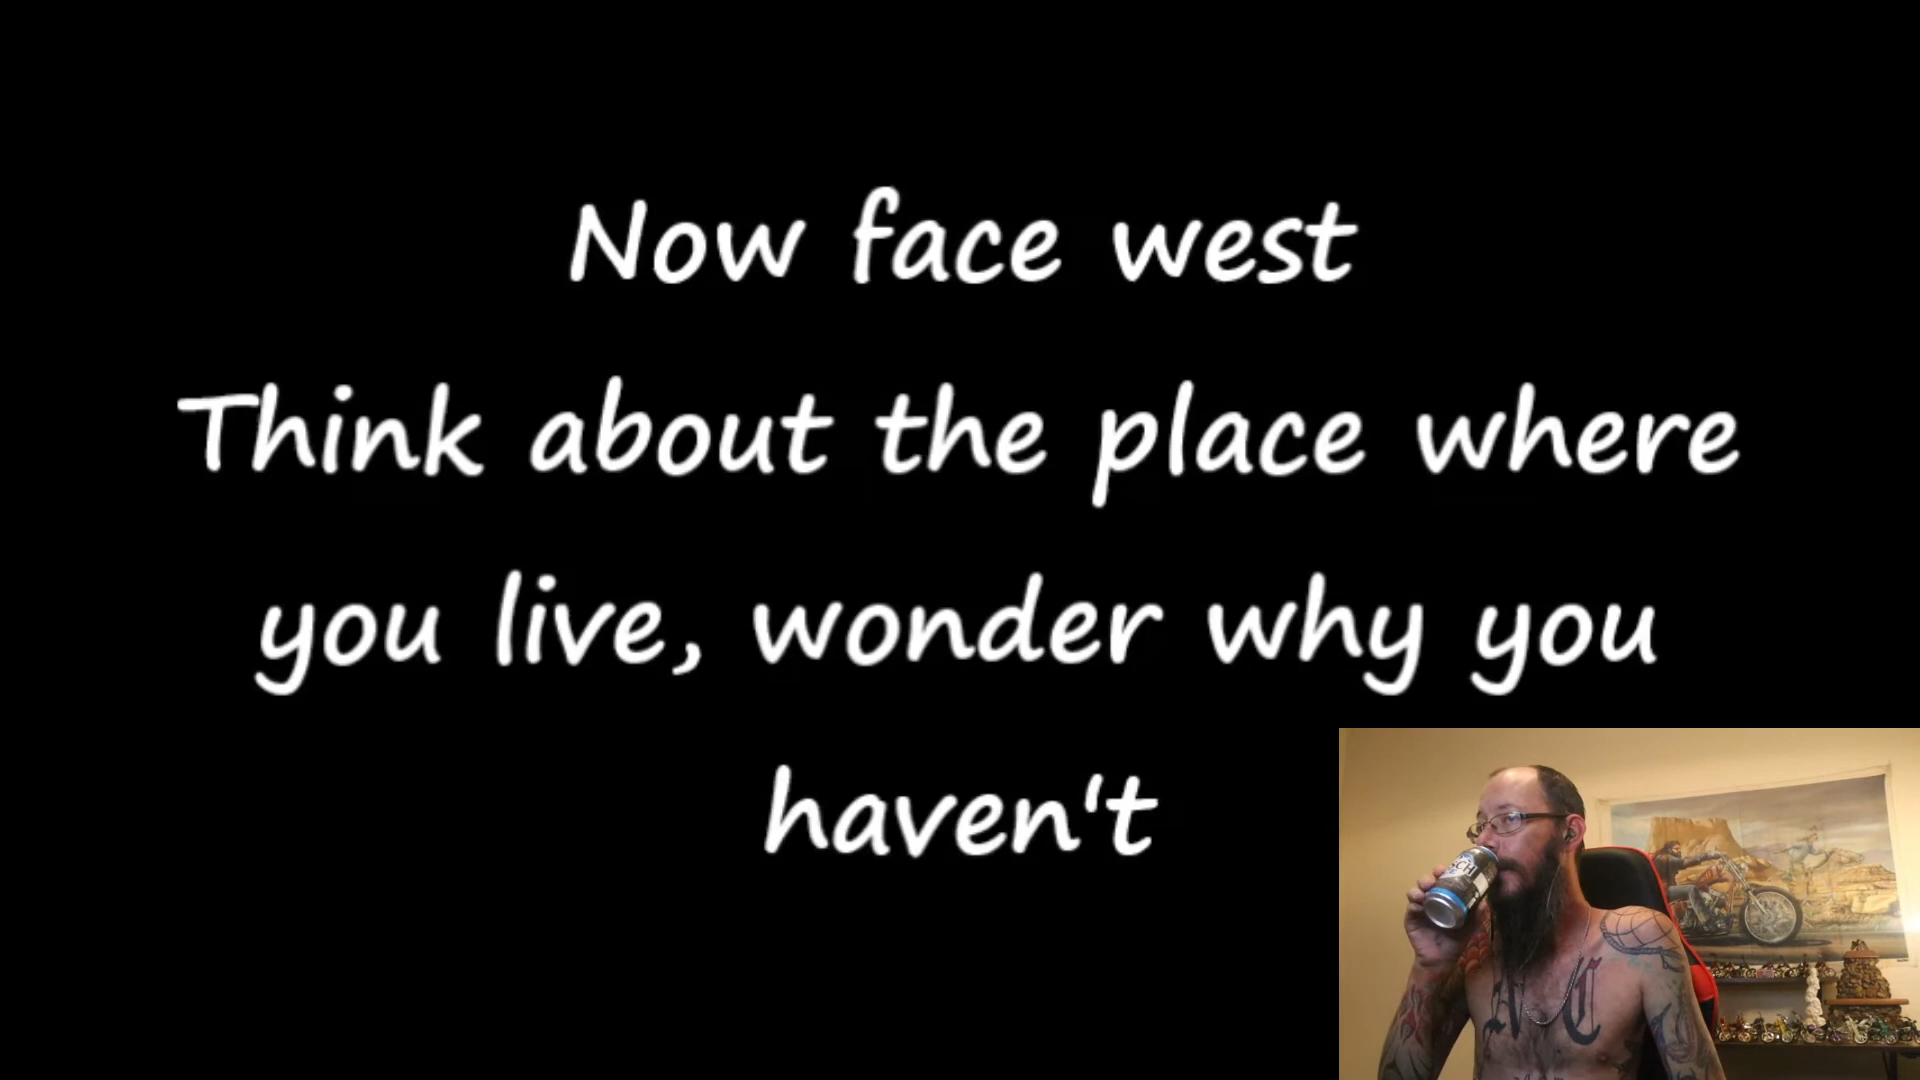 Now face west
Think about the place where
you live, wonder why you
haven't